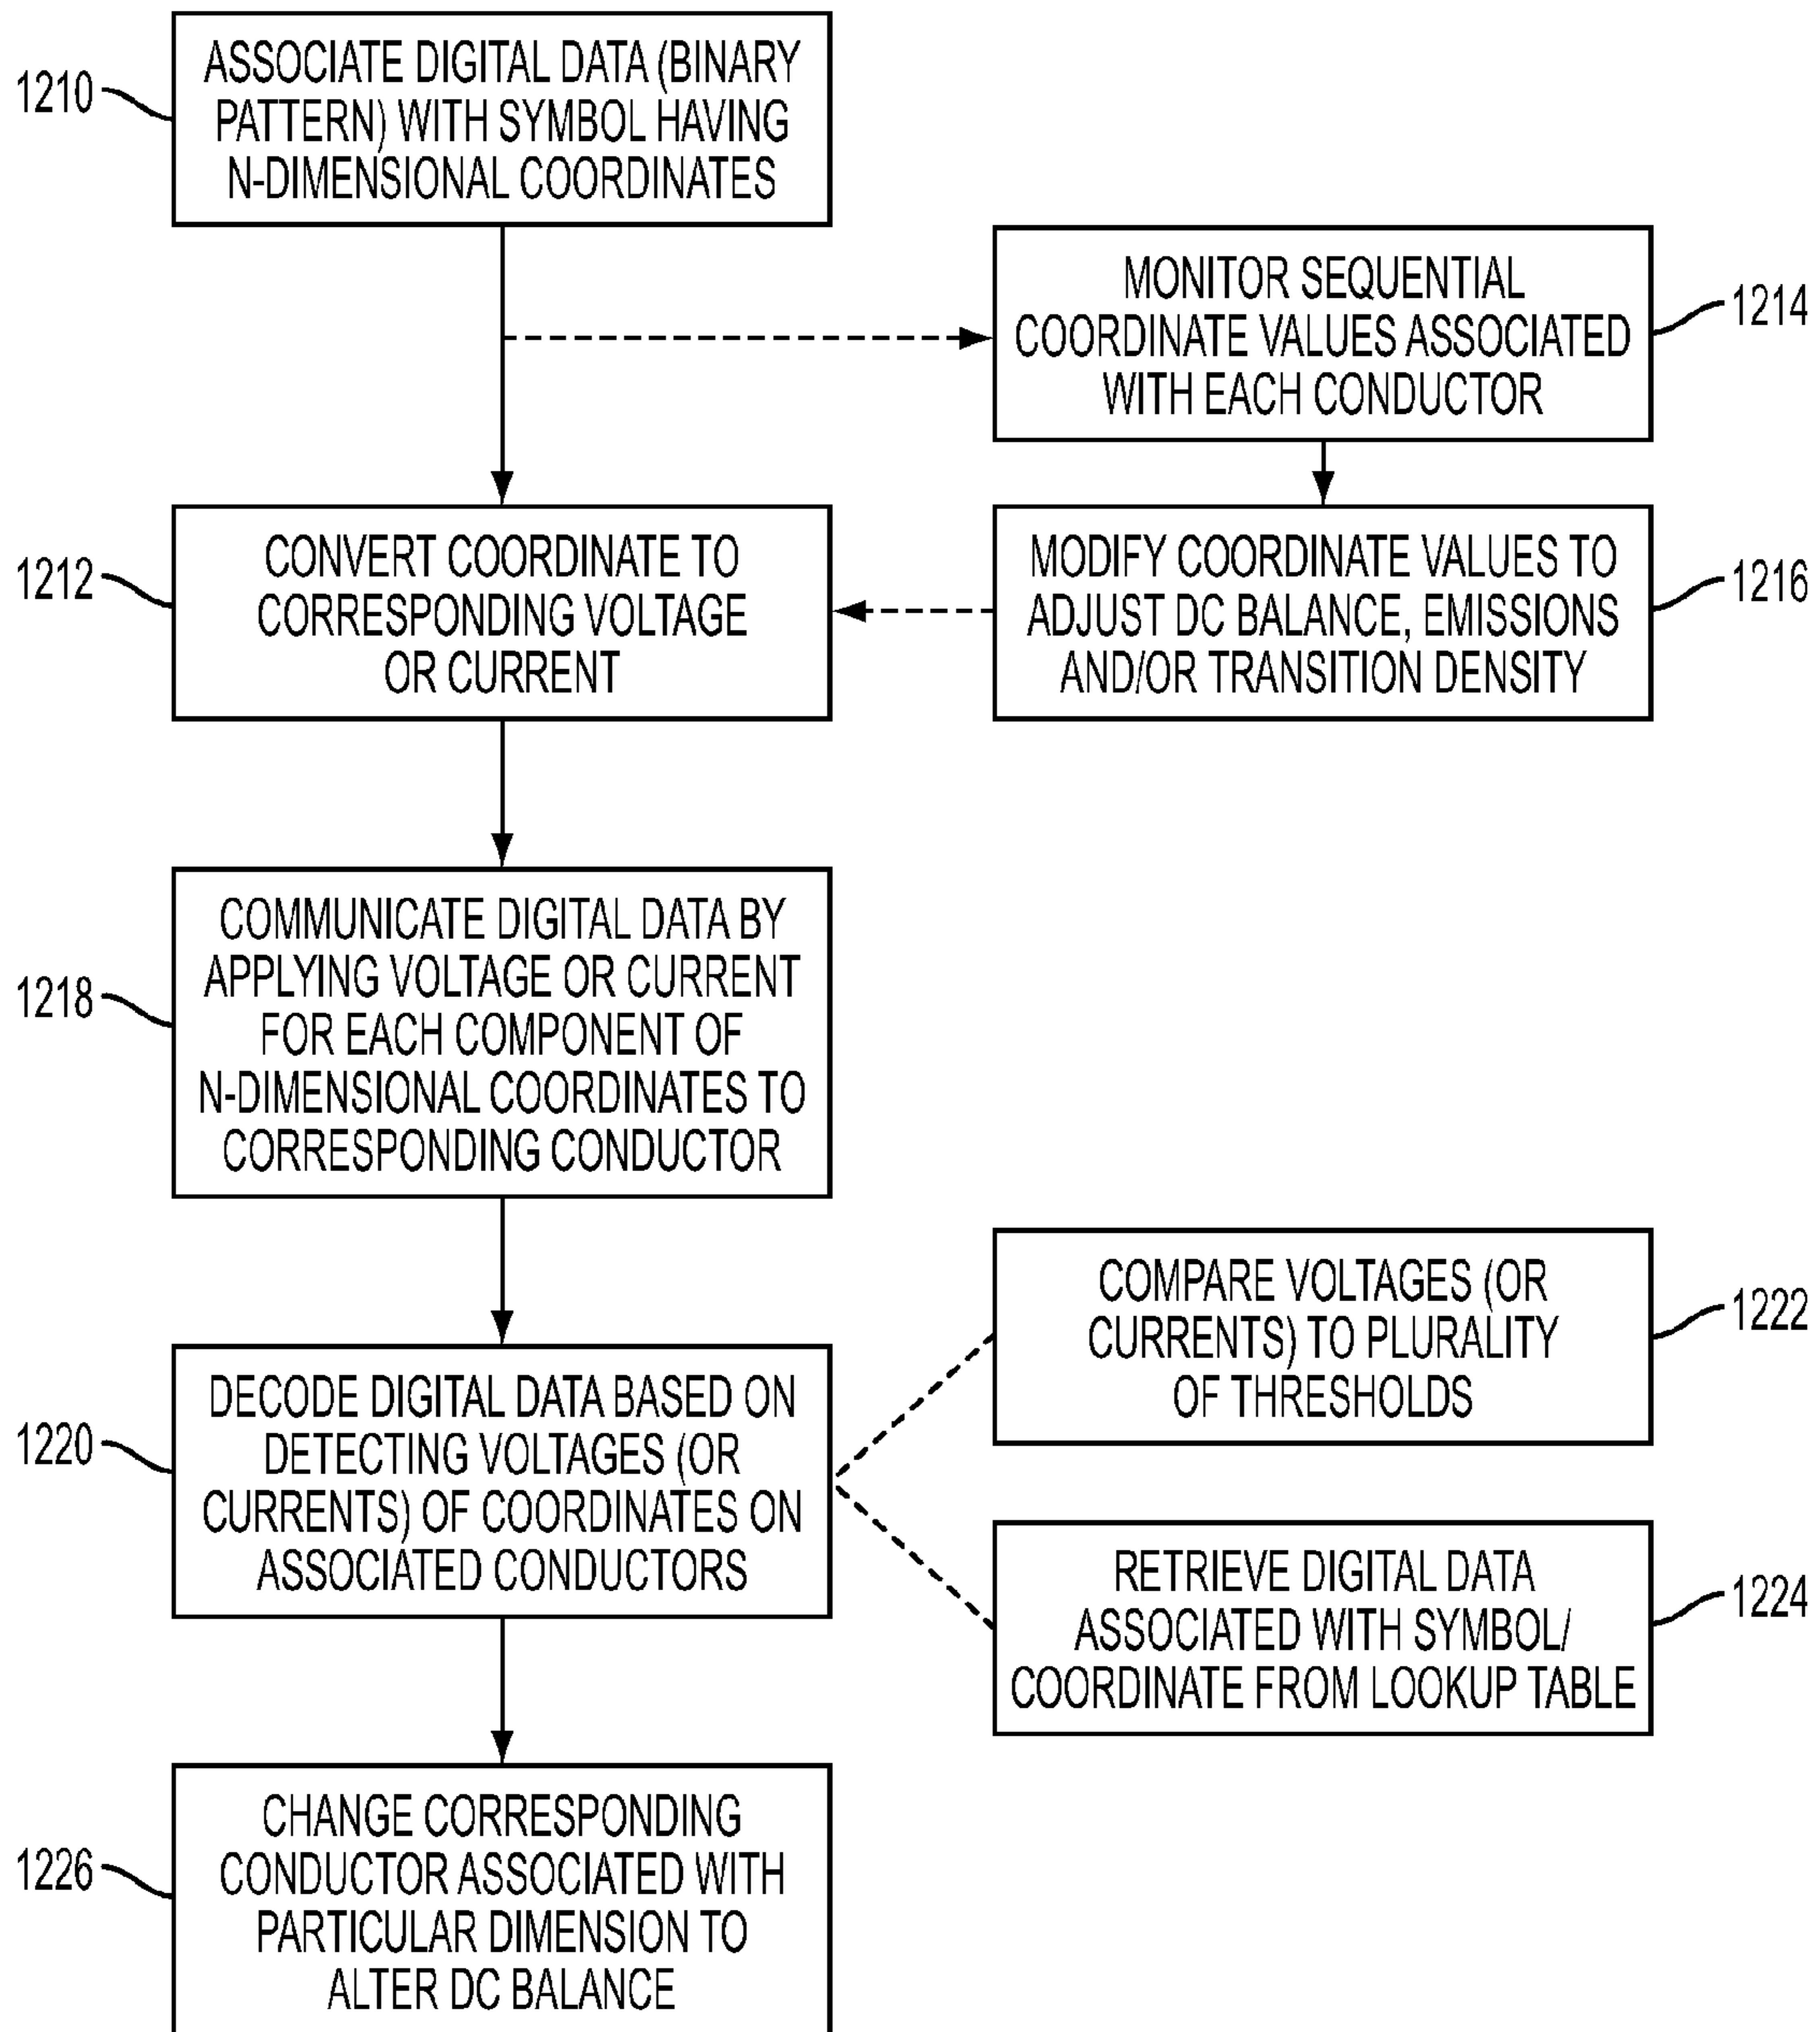 1210
ASSOCIATE DIGITAL DATA (BINARY
PATTERN) WITH SYMBOL HAVING
N-DIMENSIONAL COORDINATES
MONITOR SEQUENTIAL
COORDINATE VALUES ASSOCIATED
WITH EACH CONDUCTOR
1214
1212
CONVERT COORDINATE TO
CORRESPONDING VOLTAGE
OR CURRENT
MODIFY COORDINATE VALUES TO
ADJUST DC BALANCE, EMISSIONS
AND/OR TRANSITION DENSITY
1216
1218
COMMUNICATE DIGITAL DATA BY
APPLYING VOLTAGE OR CURRENT
FOR EACH COMPONENT OF
N-DIMENSIONAL COORDINATES TO
CORRESPONDING CONDUCTOR
COMPARE VOLTAGES (OR
CURRENTS) TO PLURALITY
OF THRESHOLDS
1222
1220
DECODE DIGITAL DATA BASED ON
DETECTING VOLTAGES (OR
CURRENTS) OF COORDINATES ON
ASSOCIATED CONDUCTORS
RETRIEVE DIGITAL DATA
ASSOCIATED WITH SYMBOL/
COORDINATE FROM LOOKUP TABLE
1224
1226
CHANGE CORRESPONDING
CONDUCTOR ASSOCIATED WITH
PARTICULAR DIMENSION TO
ALTER DC BALANCE